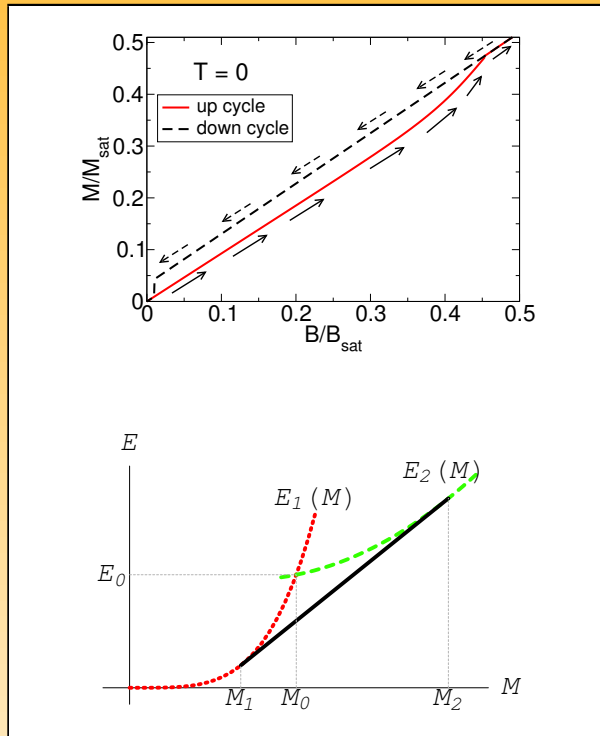 0.5
0.4
0.3
0.2
0.1
0
M/M_sat
T = 0
up cycle
down cycle
0 0.1 0.2 0.3 0.4 0.5
B/B_sat
E
E_2 (M)
E_1 (M)
E_0
M_1 M_0 M_2 M